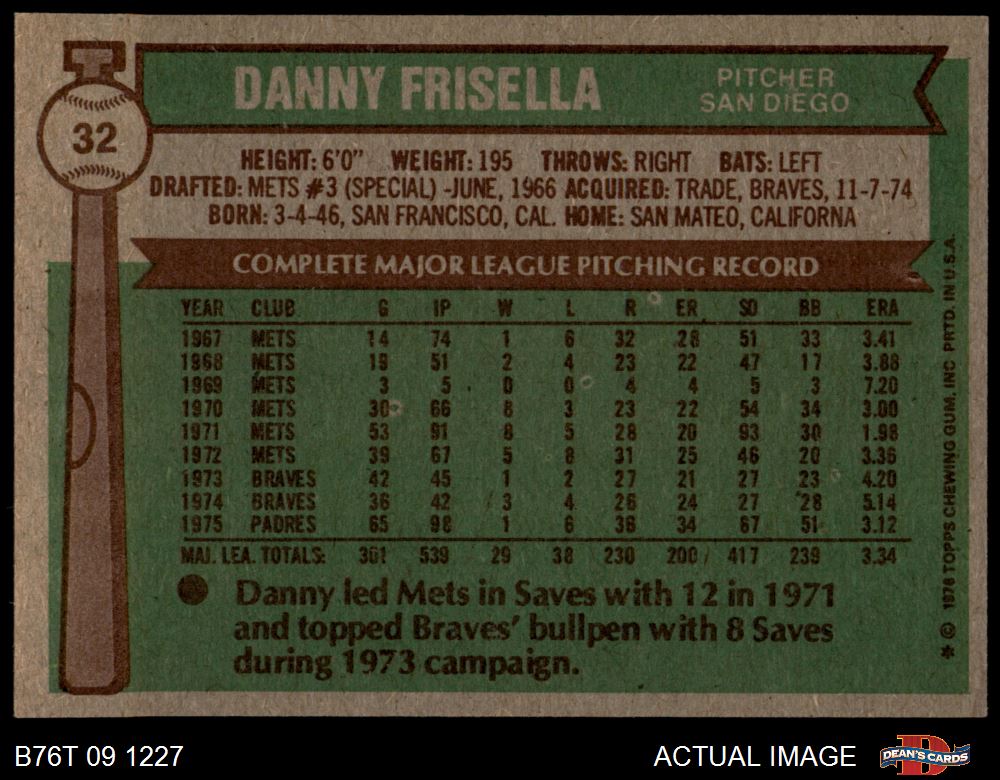 32
DANNY FRISELLA
PITCHER
SAN DIEGO
HEIGHT: 6'0" WEIGHT: 195 THROWS: RIGHT BATS: LEFT
DRAFTED: METS #3 (SPECIAL) -JUNE, 1966 ACQUIRED: TRADE, BRAVES, 11-7-74
BORN: 3-4-46, SAN FRANCISCO, CAL. HOME: SAN MATEO, CALIFORNA
COMPLETE MAJOR LEAGUE PITCHING RECORD
YEAR CLUB G IP W L R ER SO BB ERA
1967 METS 14 74 1 6 32 28 51 33 3.41
1968 METS 19 51 2 4 23 22 47 17 3.88
1969 METS 3 5 0 0 4 4 5 3 7.20
1970 METS 30 66 8 3 23 22 54 34 3.00
1971 METS 53 91 8 5 28 20 93 30 1.98
1972 METS 39 67 5 8 31 25 46 20 3.36
1973 BRAVES 42 45 1 2 27 21 27 23 4.20
1974 BRAVES 36 42 3 4 26 24 27 28 5.14
1975 PADRES 65 98 1 6 36 34 67 51 3.12
MAJ. LEA. TOTALS: 301 539 29 38 230 200 417 239 3.34
Danny led Mets in Saves with 12 in 1971
and topped Braves' bullpen with 8 Saves
during 1973 campaign.
* © 1976 TOPPS CHEWING GUM, INC PRTD. IN U.S.A.
B76T 09 1227
ACTUAL IMAGE
DEAN'S CARDS